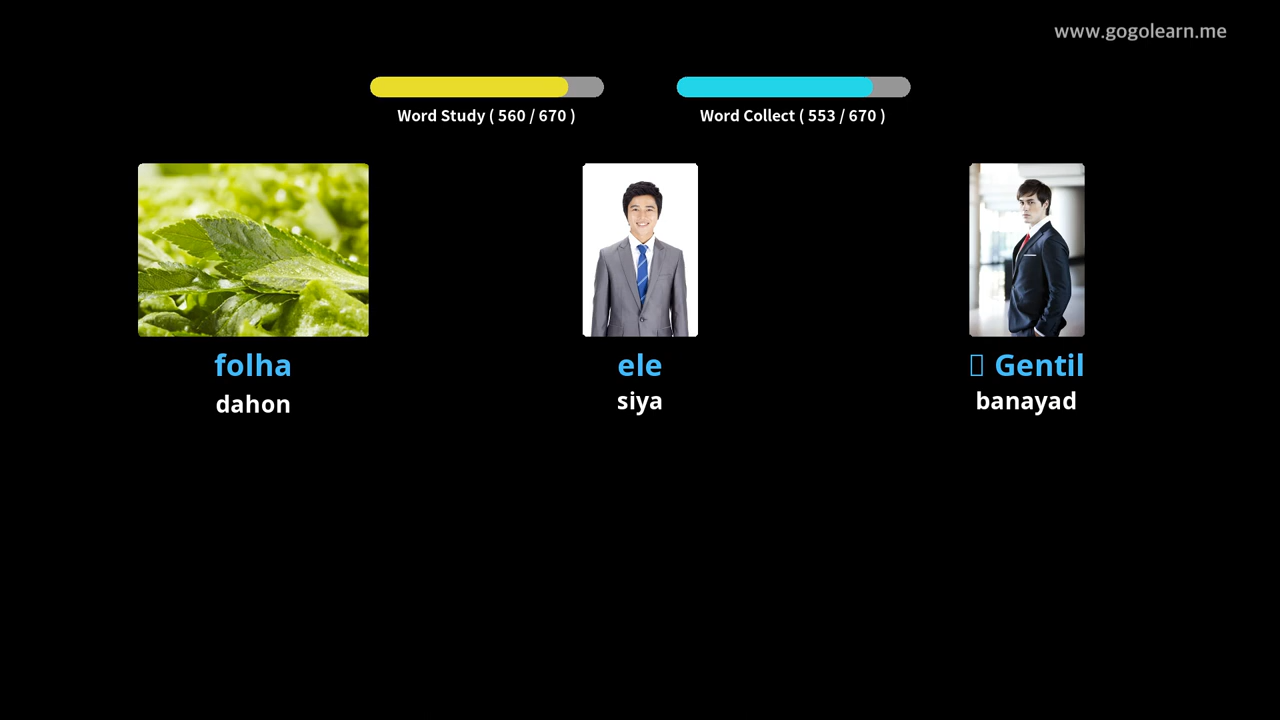 www.gogolearn.me
Word Study ( 560 / 670 )
Word Collect ( 553 / 670 )
folha
ele
Gentil
dahon
siya
banayad